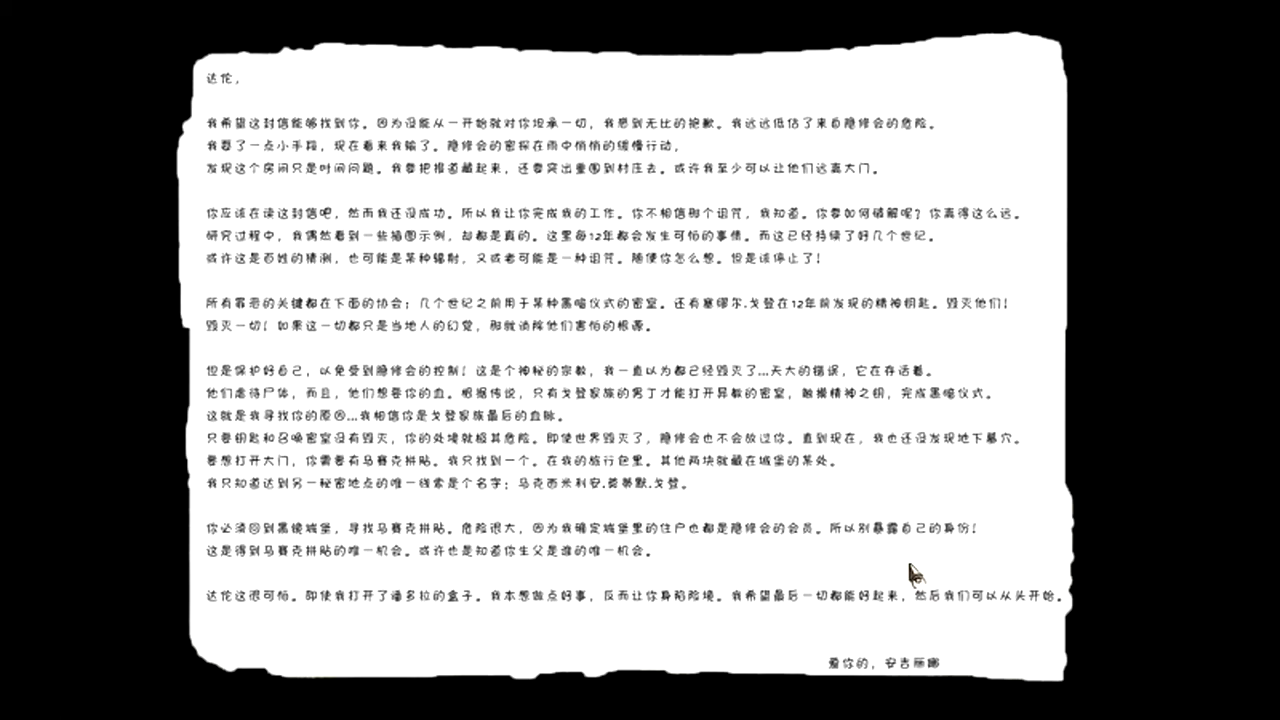 达伦，
我希望这封信能够找到你。因为没能从一开始就对你坦承一切，我感到无比的抱歉。我远远低估了来自隐修会的危险。
我耍了一点小手段，现在看来我输了。隐修会的密探在雨中悄悄的缓慢行动，
发现这个房间只是时间问题。我要把报道藏起来，还要突出重围到村庄去。或许我至少可以让他们远离大门。
你应该在读这封信吧，然而我还没成功。所以我让你完成我的工作。你不相信那个诅咒，我知道。你要如何破解呢？你离得这么远。
研究过程中，我偶然看到一些插图示例，却都是真的。这里每12年都会发生可怕的事情。而这已经持续了好几个世纪。
或许这是百姓的猜测，也可能是某种辐射，又或者可能是一种诅咒。随便你怎么想。但是该停止了！
所有罪恶的关键都在下面的协会；几个世纪之前用于某种黑暗仪式的密室。还有塞缪尔.戈登在12年前发现的精神钥匙。毁灭他们！
毁灭一切！如果这一切都只是当地人的幻觉，那就消除他们害怕的根源。
但是保护好自己，以免受到隐修会的控制！这是个神秘的宗教，我一直以为都已经毁灭了...天大的错误，它在存活着。
他们虐待尸体，而且，他们想要你的血。根据传说，只有戈登家族的男丁才能打开异教的密室，触摸精神之钥，完成黑暗仪式。
这就是我寻找你的原因...我相信你是戈登家族最后的血脉。
只要钥匙和召唤密室没有毁灭，你的处境就极其危险。即使世界毁灭了，隐修会也不会放过你。直到现在，我也还没发现地下墓穴。
要想打开大门，你需要有马赛克拼贴。我只找到一个。在我的旅行包里。其他两块就藏在城堡的某处。
我只知道达到另一秘密地点的唯一线索是个名字；马克西米利安.蒺蒺默.戈登。
你必须回到黑镜城堡，寻找马赛克拼贴。危险很大，因为我确定城堡里的住户也都是隐修会的会员。所以别暴露自己的身份！
这是得到马赛克拼贴的唯一机会。或许也是知道你生父是谁的唯一机会。
达伦这很可怕。即使我打开了潘多拉的盒子。我本想做点好事，反而让你身陷险境。我希望最后一切都能好起来，然后我们可以从头开始。
爱你的，安吉丽娜